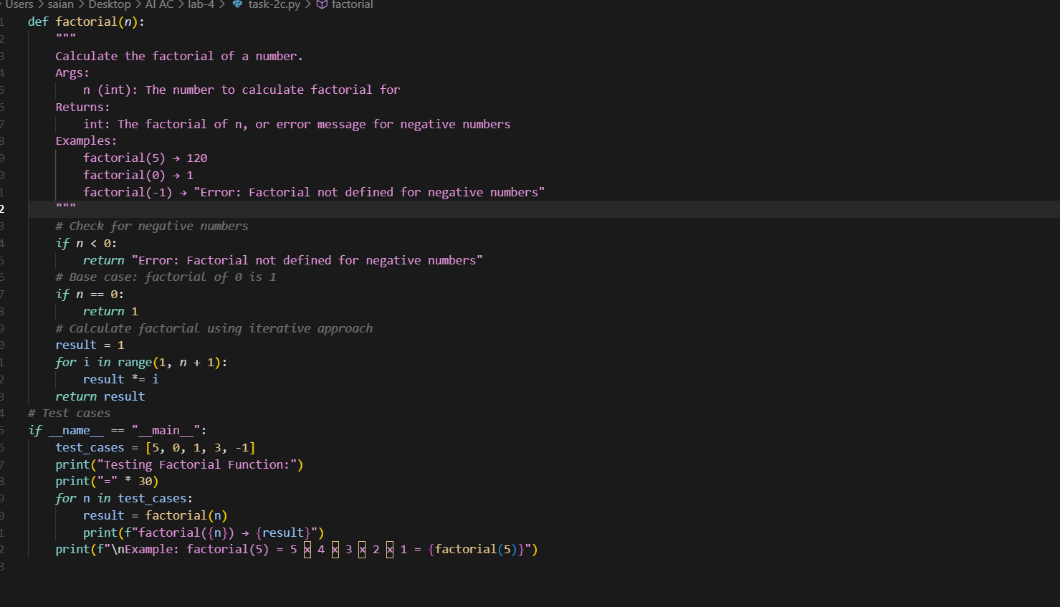 Users > saian > Desktop > AI AC > lab-4 > task-2c.py > factorial
def factorial(n):
    """
    Calculate the factorial of a number.
    Args:
        n (int): The number to calculate factorial for
    Returns:
        int: The factorial of n, or error message for negative numbers
    Examples:
        factorial(5) → 120
        factorial(0) → 1
        factorial(-1) → "Error: Factorial not defined for negative numbers"
    """
    # Check for negative numbers
    if n < 0:
        return "Error: Factorial not defined for negative numbers"
    # Base case: factorial of 0 is 1
    if n == 0:
        return 1
    # Calculate factorial using iterative approach
    result = 1
    for i in range(1, n + 1):
        result *= i
    return result
# Test cases
if __name__ == "__main__":
    test_cases = [5, 0, 1, 3, -1]
    print("Testing Factorial Function:")
    print("=" * 30)
    for n in test_cases:
        result = factorial(n)
        print(f"factorial({n}) → {result}")
    print(f"\nExample: factorial(5) = 5 × 4 × 3 × 2 × 1 = {factorial(5)}")